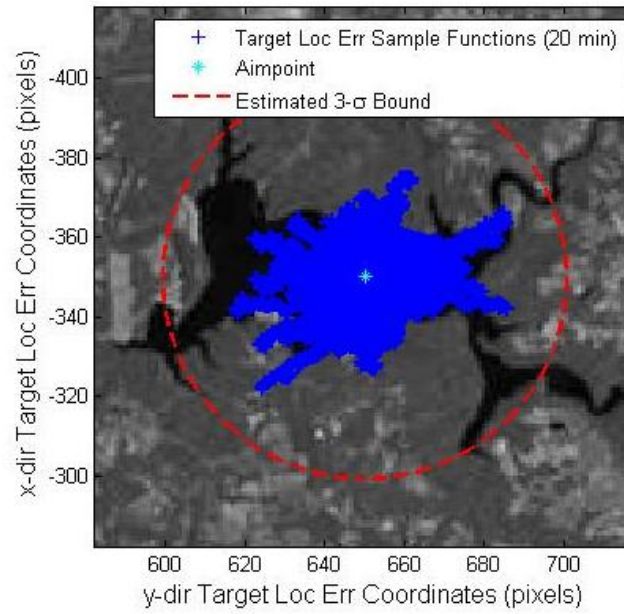 Target Loc Err Sample Functions (20 min)
Aimpoint
Estimated 3-σ Bound
-400
-380
-360
-340
-320
-300
x-dir Target Loc Err Coordinates (pixels)
600
620
640
660
680
700
y-dir Target Loc Err Coordinates (pixels)